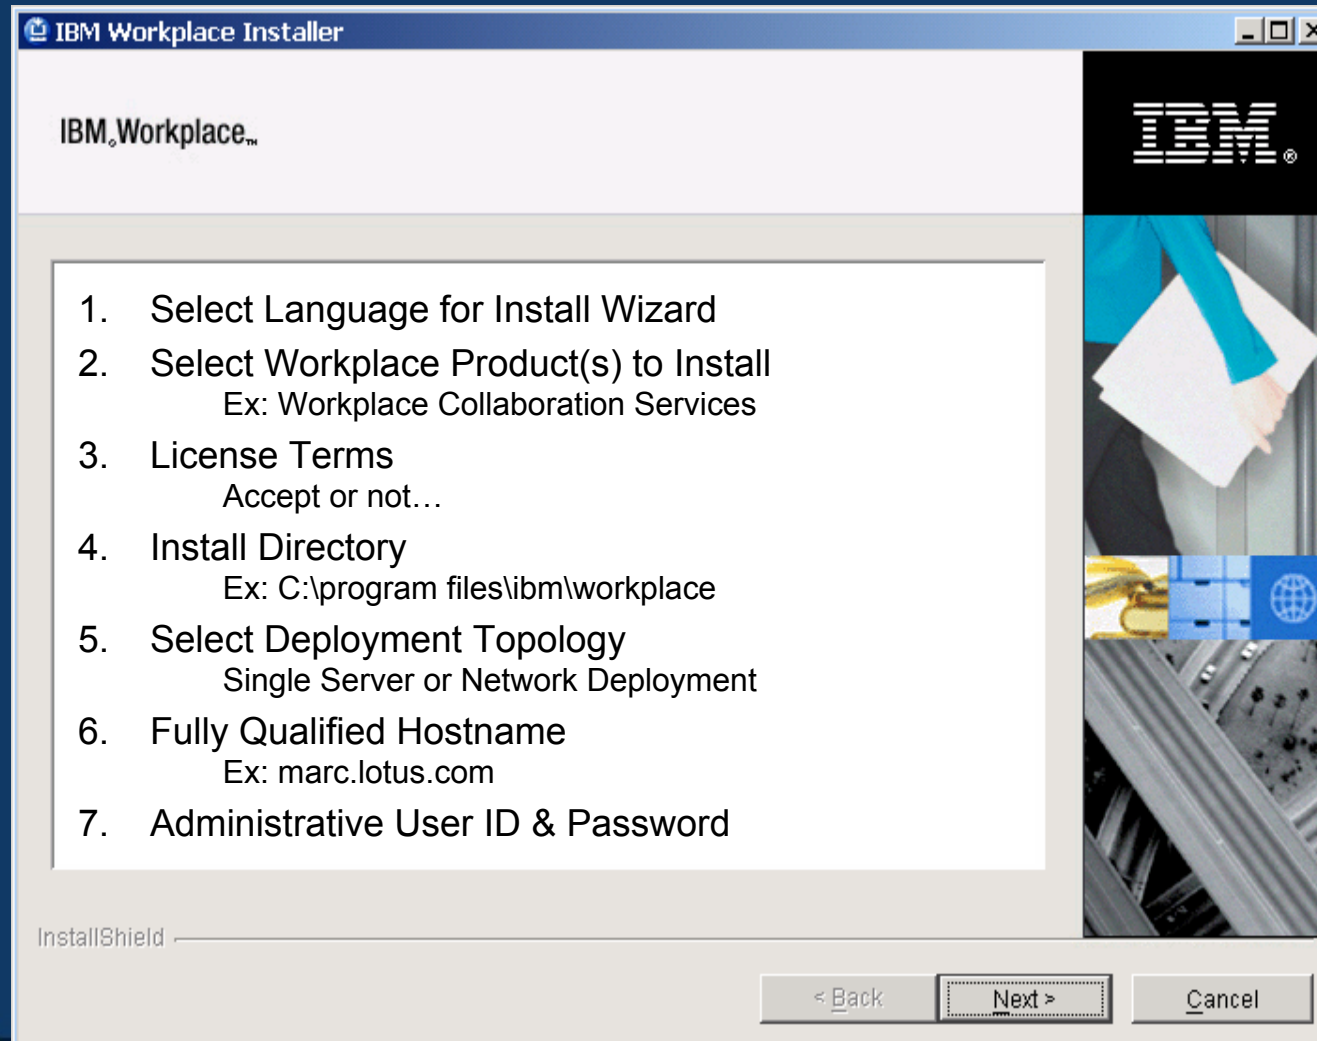 IBM Workplace Installer
IBM Workplace™
IBM®
1. Select Language for Install Wizard
2. Select Workplace Product(s) to Install
Ex: Workplace Collaboration Services
3. License Terms
Accept or not…
4. Install Directory
Ex: C:\program files\ibm\workplace
5. Select Deployment Topology
Single Server or Network Deployment
6. Fully Qualified Hostname
Ex: marc.lotus.com
7. Administrative User ID & Password
InstallShield
< Back
Next >
Cancel